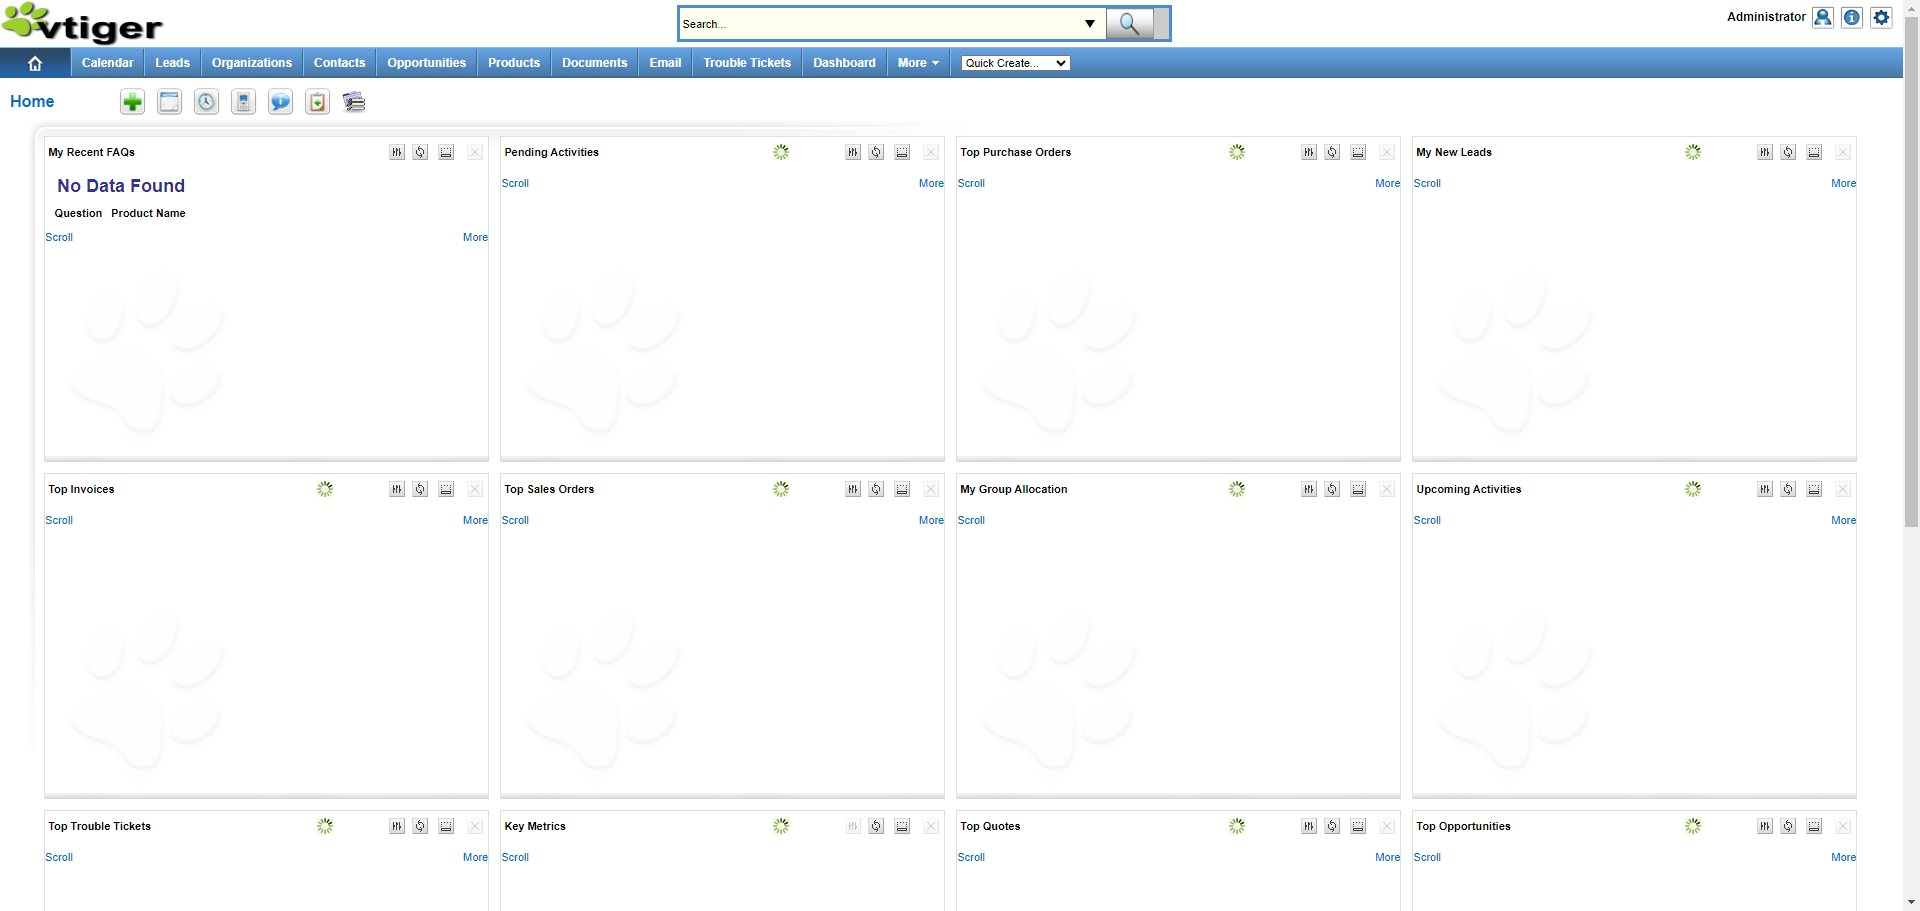 vtiger
Search...
Administrator
Calendar Leads Organizations Contacts Opportunities Products Documents Email Trouble Tickets Dashboard More Quick Create...
Home
My Recent FAQs Pending Activities Top Purchase Orders My New Leads
No Data Found
Scroll More Scroll More Scroll More
Question Product Name
Scroll More
Top Invoices Top Sales Orders My Group Allocation Upcoming Activities
Scroll More Scroll More Scroll More Scroll More
Top Trouble Tickets Key Metrics Top Quotes Top Opportunities
Scroll More Scroll Scroll More Scroll More